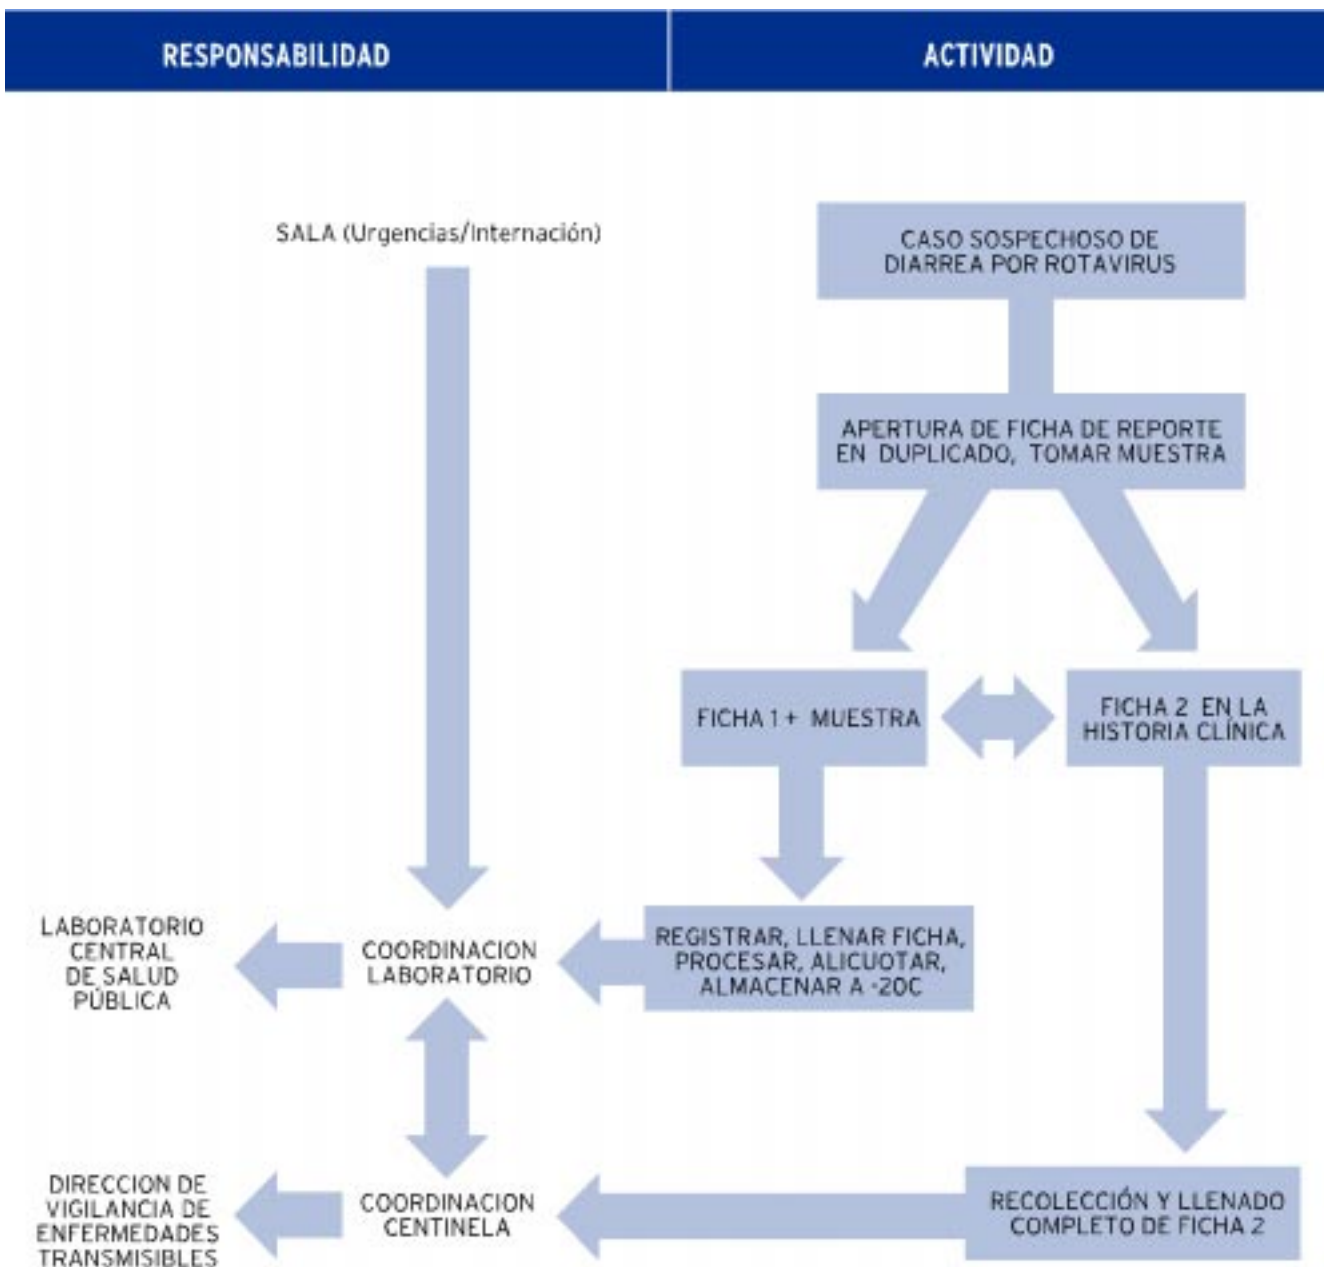 RESPONSABILIDAD
ACTIVIDAD
SALA (Urgencias/Internación)
CASO SOSPECHOSO DE
DIARREA POR ROTAVIRUS
APERTURA DE FICHA DE REPORTE
EN DUPLICADO, TOMAR MUESTRA
FICHA 1 + MUESTRA
FICHA 2 EN LA
HISTORIA CLÍNICA
LABORATORIO
CENTRAL
DE SALUD
PÚBLICA
COORDINACION
LABORATORIO
REGISTRAR, LLENAR FICHA,
PROCESAR, ALICUOTAR,
ALMACENAR A -20C
DIRECCION DE
VIGILANCIA DE
ENFERMEDADES
TRANSMISIBLES
COORDINACION
CENTINELA
RECOLECCIÓN Y LLENADO
COMPLETO DE FICHA 2